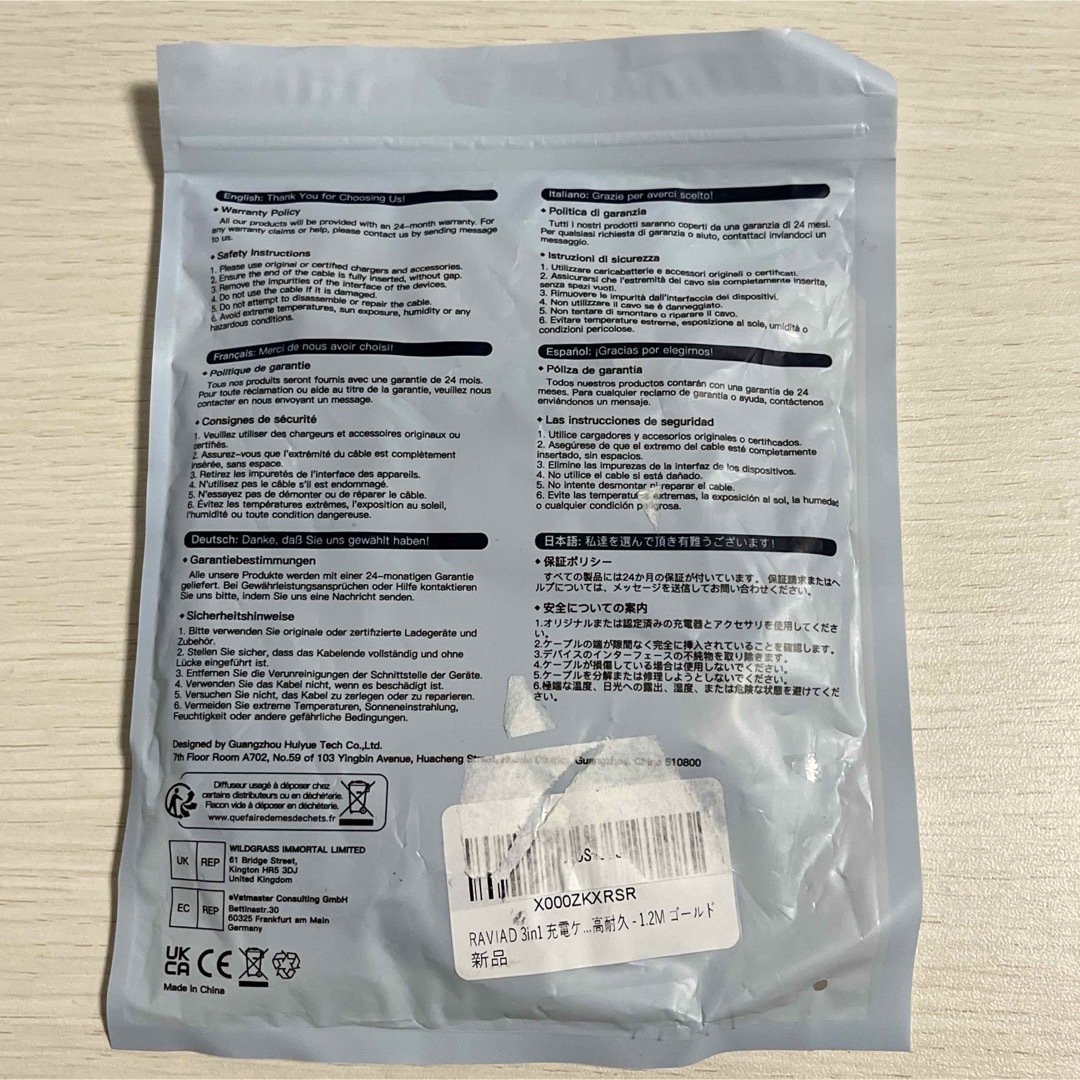 English: Thank You for Choosing Us!
◆ Warranty Policy
All our products will be provided with an 24-month warranty. For
any warranty claims or help, please contact us by sending message
to us.
◆ Safety Instructions
1. Please use original or certified chargers and accessories.
2. Ensure the end of the cable is fully inserted, without gap.
3. Remove the impurities of the interface of the devices.
4. Do not use the cable if it is damaged.
5. Do not attempt to disassemble or repair the cable.
6. Avoid extreme temperatures, sun exposure, humidity or any
hazardous conditions.
Français: Merci de nous avoir choisi!
◆ Politique de garantie
Tous nos produits seront fournis avec une garantie de 24 mois.
Pour toute réclamation ou aide au titre de la garantie, veuillez nous
contacter en nous envoyant un message.
◆ Consignes de sécurité
1. Veuillez utiliser des chargeurs et accessoires originaux ou
certifiés.
2. Assurez-vous que l'extrémité du câble est complètement
insérée, sans espace.
3. Retirez les impuretés de l'interface des appareils.
4. N'utilisez pas le câble s'il est endommagé.
5. N'essayez pas de démonter ou de réparer le câble.
6. Évitez les températures extrêmes, l'exposition au soleil,
l'humidité ou toute condition dangereuse.
Deutsch: Danke, daß Sie uns gewählt haben!
◆ Garantiebestimmungen
Alle unsere Produkte werden mit einer 24-monatigen Garantie
geliefert. Bei Gewährleistungsansprüchen oder Hilfe kontaktieren
Sie uns bitte, indem Sie uns eine Nachricht senden.
◆ Sicherheitshinweise
1. Bitte verwenden Sie originale oder zertifizierte Ladegeräte und
Zubehör.
2. Stellen Sie sicher, dass das Kabelende vollständig und ohne
Lücke eingeführt ist.
3. Entfernen Sie die Verunreinigungen der Schnittstelle der Geräte.
4. Verwenden Sie das Kabel nicht, wenn es beschädigt ist.
5. Versuchen Sie nicht, das Kabel zu zerlegen oder zu reparieren.
6. Vermeiden Sie extreme Temperaturen, Sonneneinstrahlung,
Feuchtigkeit oder andere gefährliche Bedingungen.
Italiano: Grazie per averci scelto!
◆ Politica di garanzia
Tutti i nostri prodotti saranno coperti da una garanzia di 24 mesi.
Per qualsiasi richiesta di garanzia o aiuto, contattaci inviandoci un
messaggio.
◆ Istruzioni di sicurezza
1. Utilizzare caricabatterie e accessori originali o certificati.
2. Assicurarsi che l'estremità del cavo sia completamente inserita,
senza spazi vuoti.
3. Rimuovere le impurità dall'interfaccia dei dispositivi.
4. Non utilizzare il cavo se è danneggiato.
5. Non tentare di smontare o riparare il cavo.
6. Evitare temperature estreme, esposizione al sole, umidità o
condizioni pericolose.
Español: ¡Gracias por elegirnos!
◆ Póliza de garantía
Todos nuestros productos contarán con una garantía de 24
meses. Para cualquier reclamo de garantía o ayuda, contáctenos
enviándonos un mensaje.
◆ Las instrucciones de seguridad
1. Utilice cargadores y accesorios originales o certificados.
2. Asegúrese de que el extremo del cable esté completamente
insertado, sin espacios.
3. Elimine las impurezas de la interfaz de los dispositivos.
4. No utilice el cable si está dañado.
5. No intente desmontar ni reparar el cable.
6. Evite las temperaturas extremas, la exposición al sol, la humedad
o cualquier condición peligrosa.
日本語: 私達を選んで頂き有難うございます!
◆ 保証ポリシー
すべての製品には24か月の保証が付いています。保証請求またはヘ
ルプについては、メッセージを送信してお問い合わせください。
◆ 安全についての案内
1.オリジナルまたは認定済みの充電器とアクセサリを使用してくださ
い。
2.ケーブルの端が隙間なく完全に挿入されていることを確認します。
3.デバイスのインターフェースの不純物を取り除きます。
4.ケーブルが損傷している場合は使用しないでください。
5.ケーブルを分解または修理しようとしないでください。
6.極端な温度、日光への露出、湿度、または危険な状態を避けてくだ
さい。
Designed by Guangzhou Huiyue Tech Co.,Ltd.
7th Floor Room A702, No.59 of 103 Yingbin Avenue, Huacheng Street, District, Guangzhou, China 510800
Diffuseur usagé à déposer chez
certains distributeurs ou en déchèterie.
Flacon vide à déposer en déchèterie.
www.quefairedemesdechets.fr
UK REP
WILDGRASS IMMORTAL LIMITED
61 Bridge Street,
Kington HR5 3DJ
United Kingdom
EC REP
eVatmaster Consulting GmbH
Bettinastr.30
60325 Frankfurt am Main
Germany
UK
CA CE
Made in China
X000ZKXRSR
RAVIAD 3in1 充電ケ...高耐久 - 1.2M ゴールド
新品